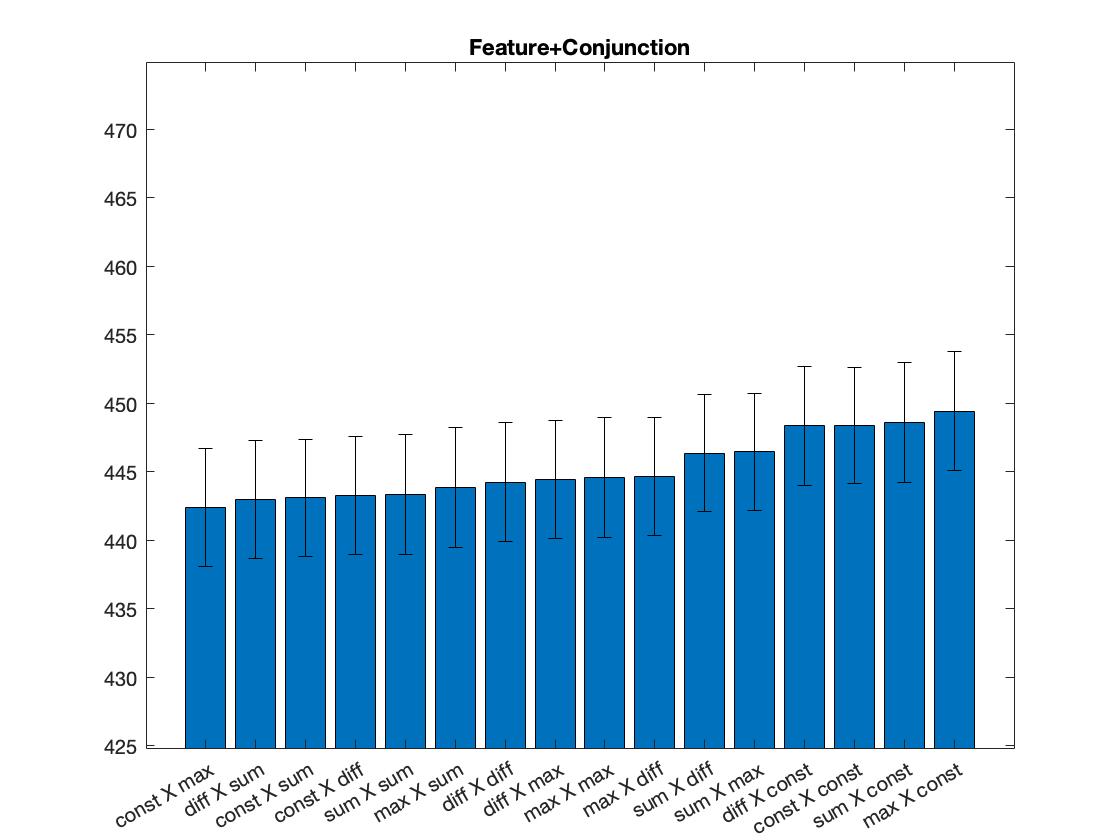 Feature+Conjunction
470
465
460
455
450
445
440
435
430
425
const X max
diff X sum
const X sum
const X diff
sum X sum
max X sum
diff X diff
diff X max
max X max
max X diff
sum X diff
sum X max
diff X const
const X const
sum X const
max X const